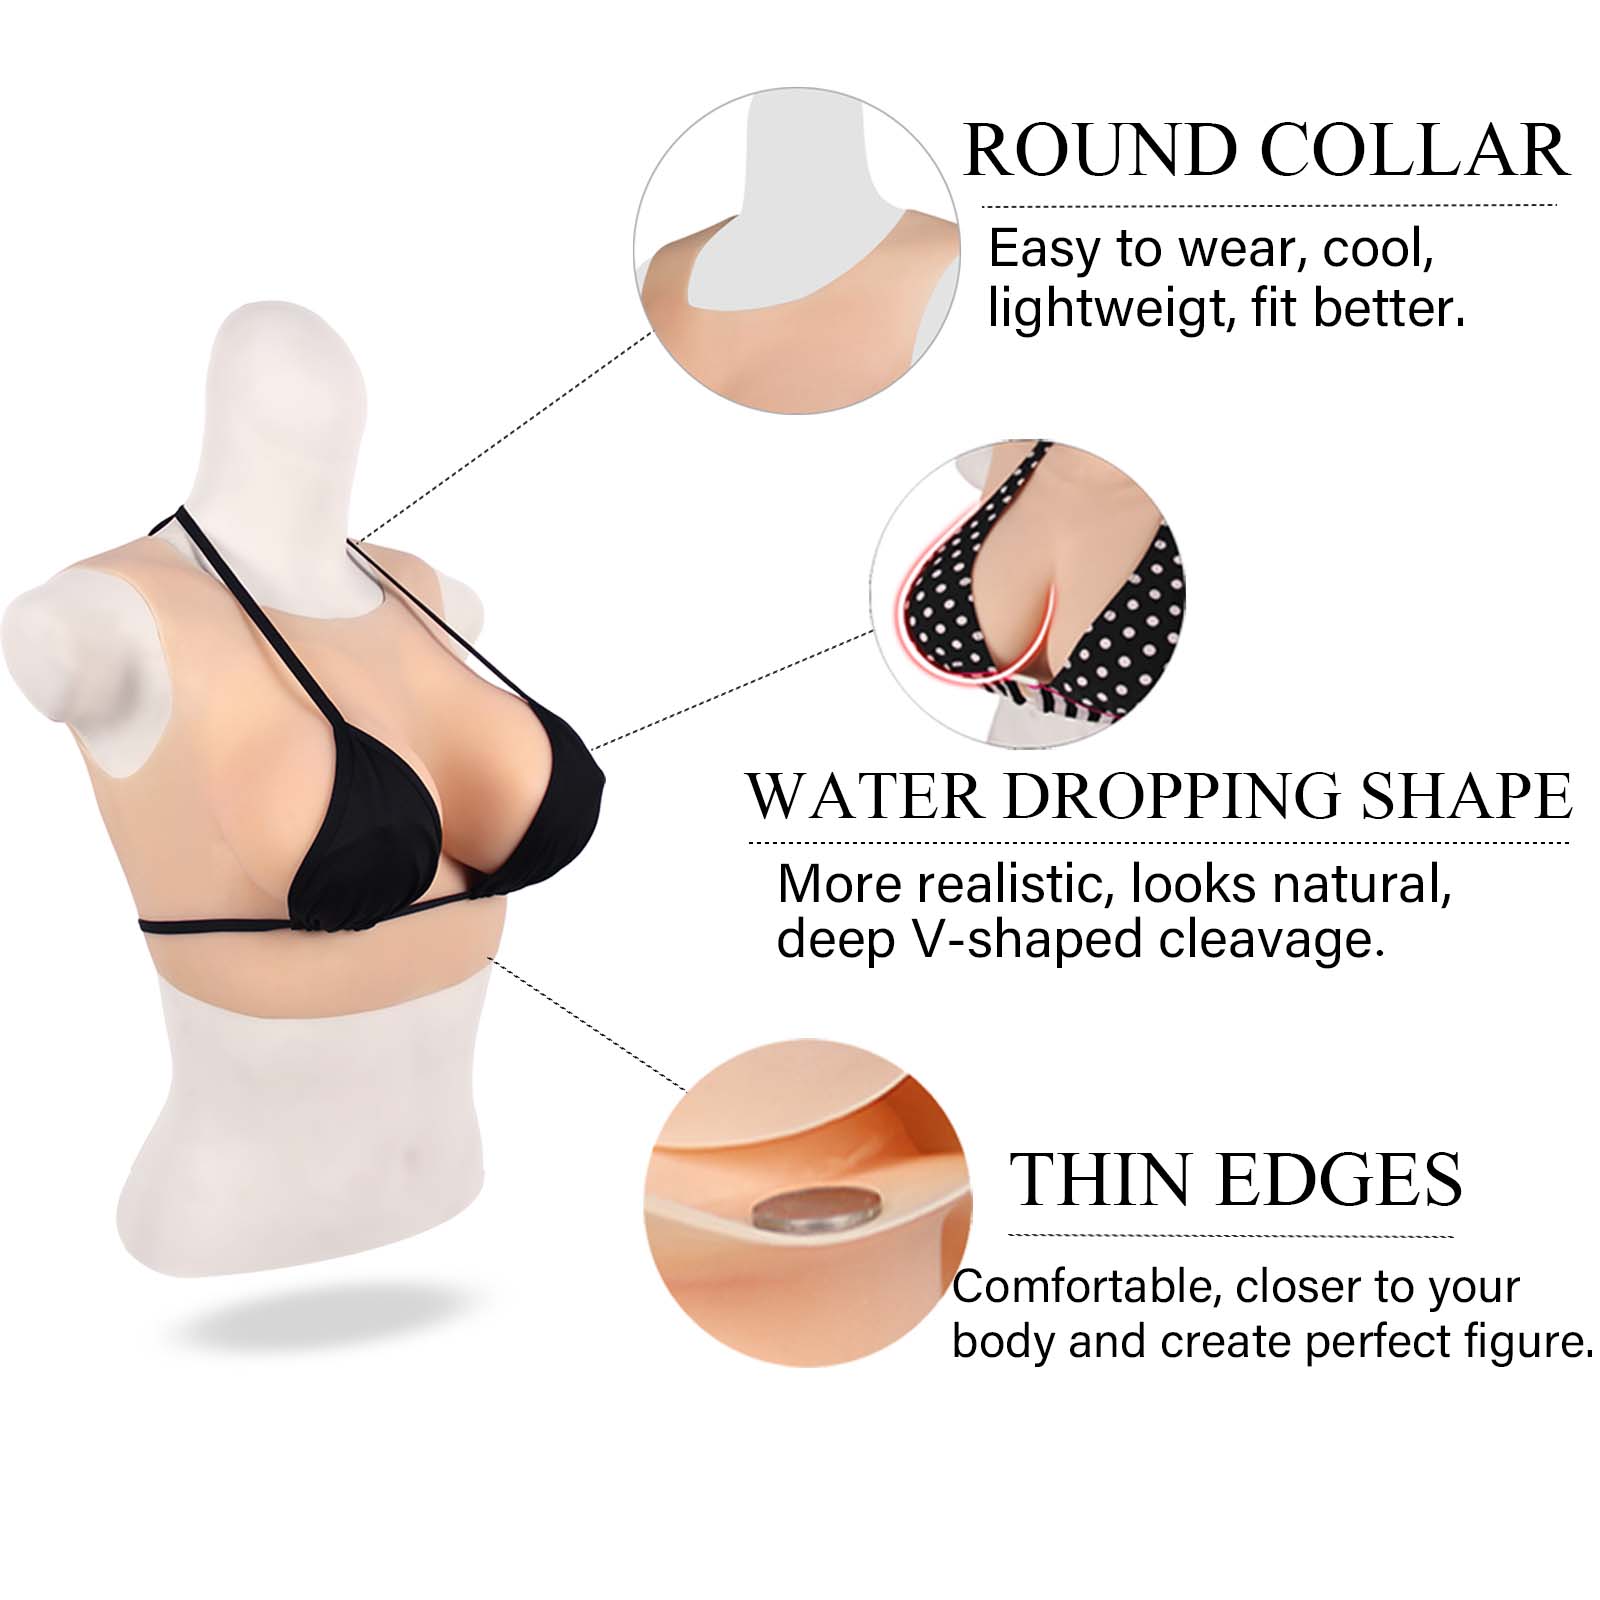 ROUND COLLAR
Easy to wear, cool,
lightweigt, fit better.
WATER DROPPING SHAPE
More realistic, looks natural,
deep V-shaped cleavage.
THIN EDGES
Comfortable, closer to your
body and create perfect figure.